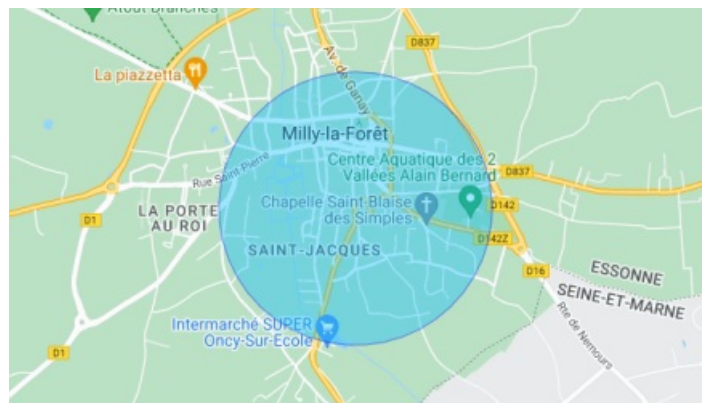 Atout Branches
D837
Av. de Ganay
La piazzetta
Milly-la-Forêt
Centre Aquatique des 2
Vallées Alain Bernard
D837
Rue Saint-Pierre
Chapelle Saint-Blaise
des Simples
D142
LA PORTE
AU ROI
D1
D142Z
SAINT-JACQUES
D16
ESSONNE
SEINE-ET-MARNE
Rte de Nemours
Intermarché SUPER
Oncy-Sur-Ecole
D1